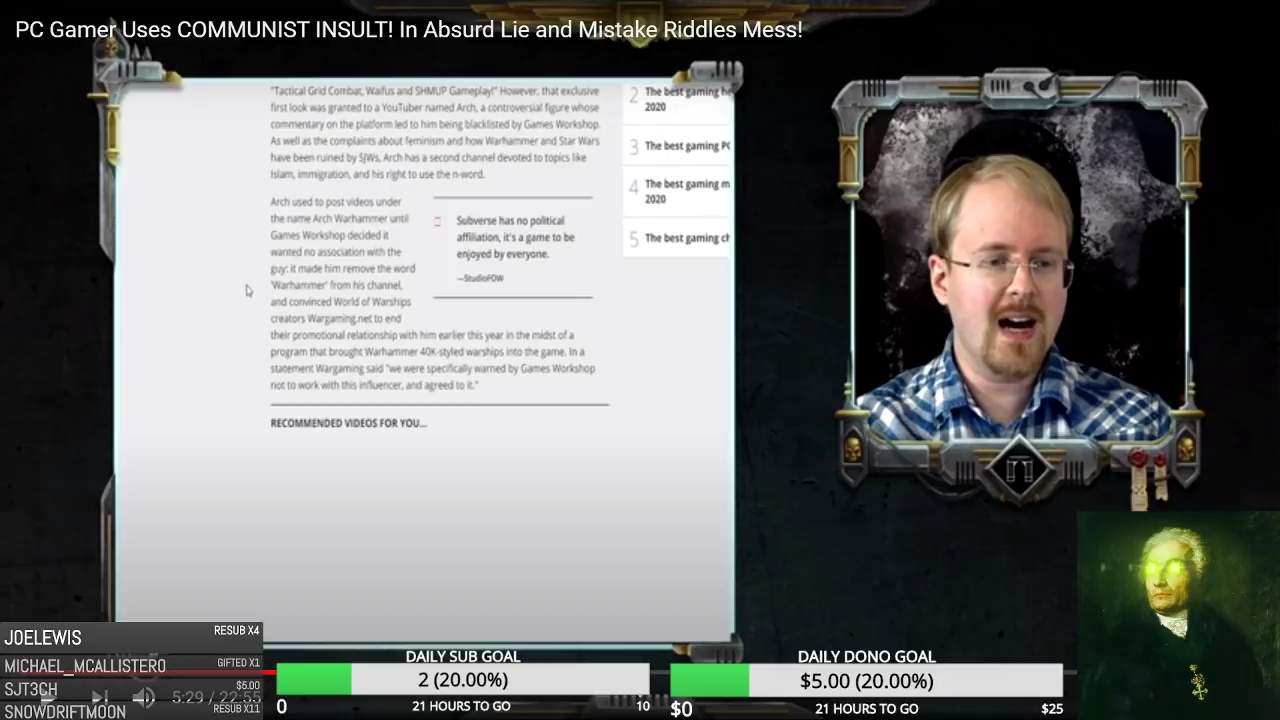 PC Gamer Uses COMMUNIST INSULT! In Absurd Lie and Mistake Riddles Mess!
"Tactical Grid Combat, Waifus and SHMUP Gameplay!" However, that exclusive
first look was granted to a YouTuber named Arch, a controversial figure whose
commentary on the platform led to him being blacklisted by Games Workshop.
As well as the complaints about feminism and how Warhammer and Star Wars
have been ruined by SJWs, Arch has a second channel devoted to topics like
Islam, immigration, and his right to use the n-word.
Arch used to post videos under
the name Arch Warhammer until
Games Workshop decided it
wanted no association with the
guy: it made him remove the word
'Warhammer' from his channel,
and convinced World of Warships
creators Wargaming.net to end
their promotional relationship with him earlier this year in the midst of a
program that brought Warhammer 40K-styled warships into the game. In a
statement Wargaming said "we were specifically warned by Games Workshop
not to work with this influencer, and agreed to it."
Subverse has no political
affiliation, it's a game to be
enjoyed by everyone.
—StudioFOW
RECOMMENDED VIDEOS FOR YOU...
2 The best gaming he
2020
3 The best gaming PC
4 The best gaming m
2020
5 The best gaming ch
JOELEWIS RESUB X4
MICHAEL_MCALLISTERO GIFTED X1
SJT3CH $5.00
SNOWDRIFTMOON RESUB X11
5:29 / 22:55
DAILY SUB GOAL
2 (20.00%)
0 21 HOURS TO GO 10
DAILY DONO GOAL
$5.00 (20.00%)
$0 21 HOURS TO GO $25